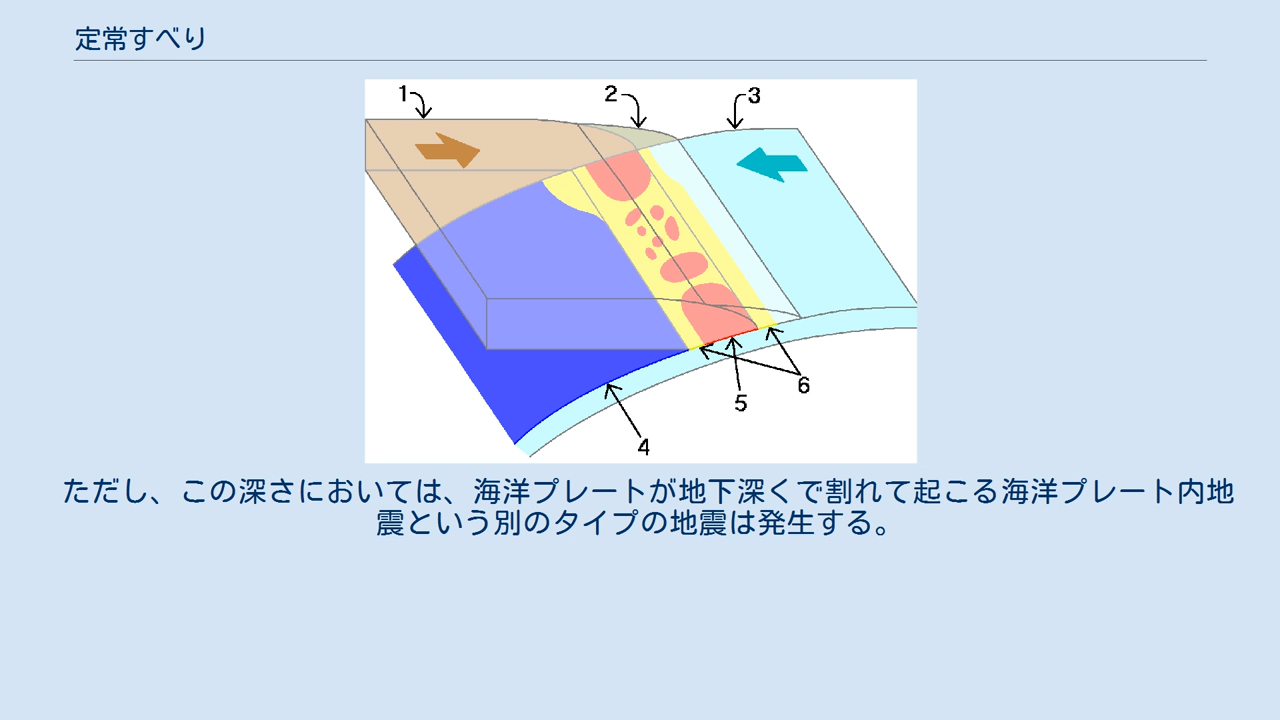 定常すべり
1
2
3
4
5
6
ただし、この深さにおいては、海洋プレートが地下深くで割れて起こる海洋プレート内地
震という別のタイプの地震は発生する。